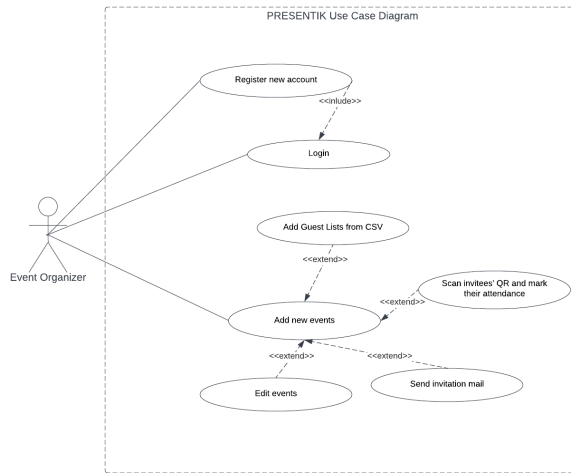 PRESENTIK Use Case Diagram
Register new account
<<inlude>>
Login
Add Guest Lists from CSV
<<extend>>
Event Organizer
Scan invitees' QR and mark
their attendance
<<extend>>
Add new events
<<extend>>
<<extend>>
Edit events
Send invitation mail